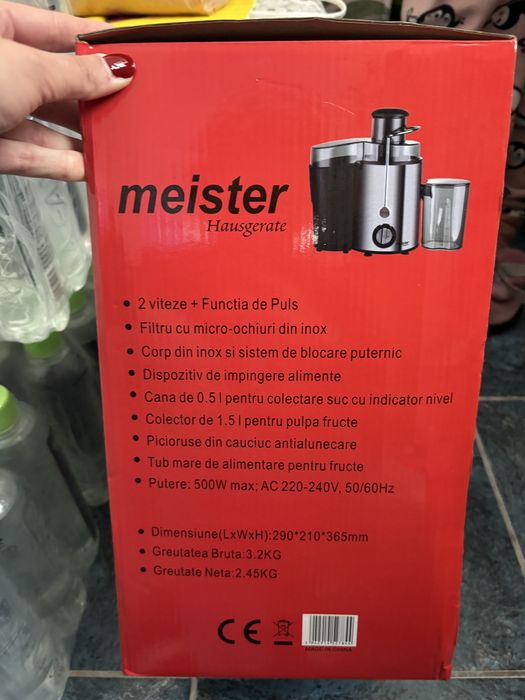 meister
Hausgerate
• 2 viteze + Functia de Puls
• Filtru cu micro-ochiuri din inox
• Corp din inox si sistem de blocare puternic
• Dispozitiv de impingere alimente
• Cana de 0.5 l pentru colectare suc cu indicator nivel
• Colector de 1.5 l pentru pulpa fructe
• Picioruse din cauciuc antialunecare
• Tub mare de alimentare pentru fructe
• Putere: 500W max; AC 220-240V, 50/60Hz
• Dimensiune(LxWxH):290*210*365mm
• Greutatea Bruta:3.2KG
• Greutate Neta:2.45KG
CE
MADE IN CHINA